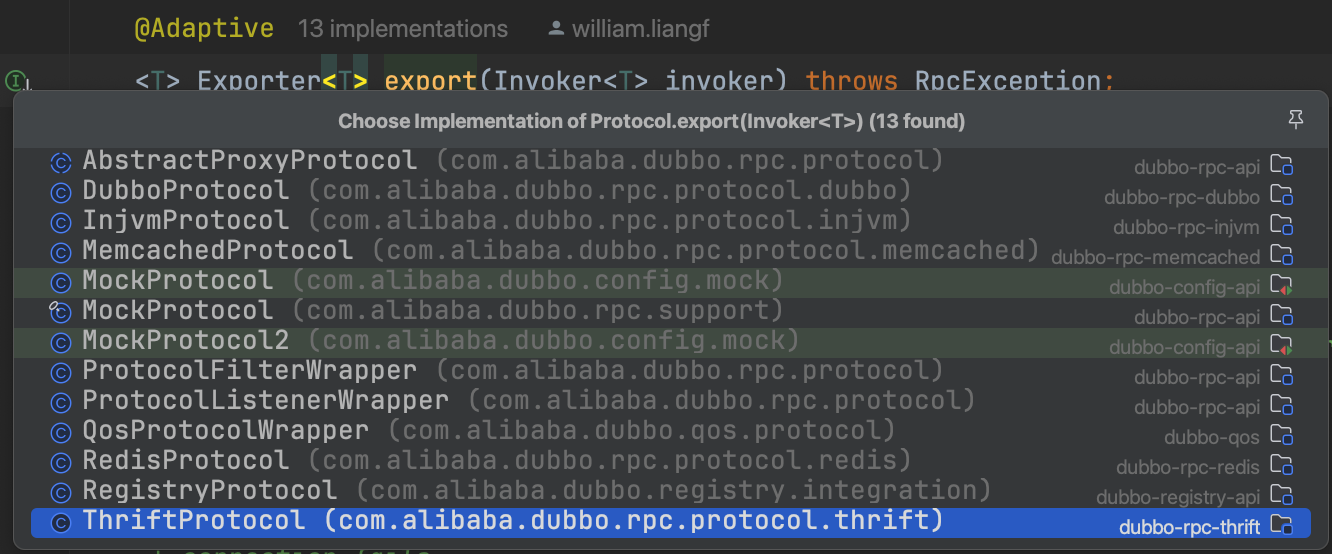 @Adaptive 13 implementations william.liangf
<T> Exporter<T> export(Invoker<T> invoker) throws RpcException;
Choose Implementation of Protocol.export(Invoker<T>) (13 found)
AbstractProxyProtocol (com.alibaba.dubbo.rpc.protocol) dubbo-rpc-api
DubboProtocol (com.alibaba.dubbo.rpc.protocol.dubbo) dubbo-rpc-dubbo
InjvmProtocol (com.alibaba.dubbo.rpc.protocol.injvm) dubbo-rpc-injvm
MemcachedProtocol (com.alibaba.dubbo.rpc.protocol.memcached) dubbo-rpc-memcached
MockProtocol (com.alibaba.dubbo.config.mock) dubbo-config-api
MockProtocol (com.alibaba.dubbo.rpc.support) dubbo-rpc-api
MockProtocol2 (com.alibaba.dubbo.config.mock) dubbo-config-api
ProtocolFilterWrapper (com.alibaba.dubbo.rpc.protocol) dubbo-rpc-api
ProtocolListenerWrapper (com.alibaba.dubbo.rpc.protocol) dubbo-rpc-api
QosProtocolWrapper (com.alibaba.dubbo.qos.protocol) dubbo-qos
RedisProtocol (com.alibaba.dubbo.rpc.protocol.redis) dubbo-rpc-redis
RegistryProtocol (com.alibaba.dubbo.registry.integration) dubbo-registry-api
ThriftProtocol (com.alibaba.dubbo.rpc.protocol.thrift) dubbo-rpc-thrift